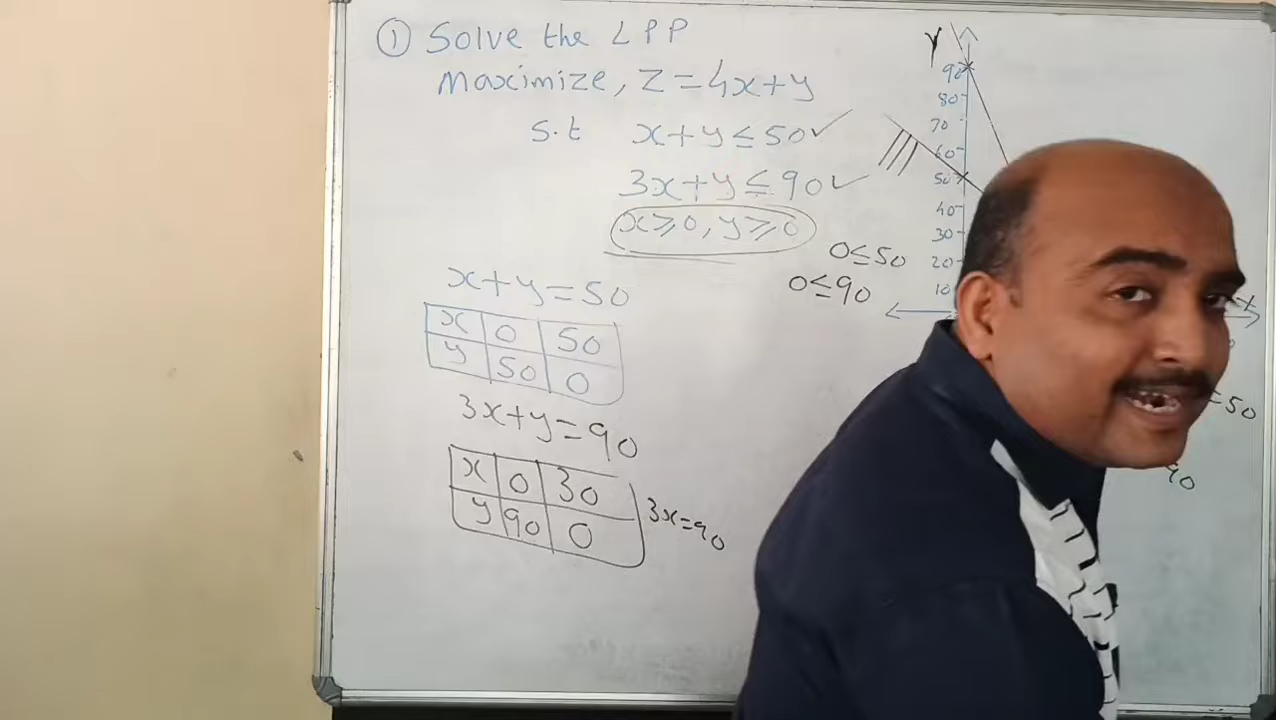 ① Solve the LPP
Maximize, Z = 4x+y
S.t x+y ≤ 50 ✓
3x+y ≤ 90 ✓
x ≥ 0, y ≥ 0
0 ≤ 50
0 ≤ 90
x+y = 50
x 0 50
y 50 0
3x+y = 90
x 0 30
y 90 0
3x=90
Y
90
80
70
60
50
40
30
20
10
X
=50
90